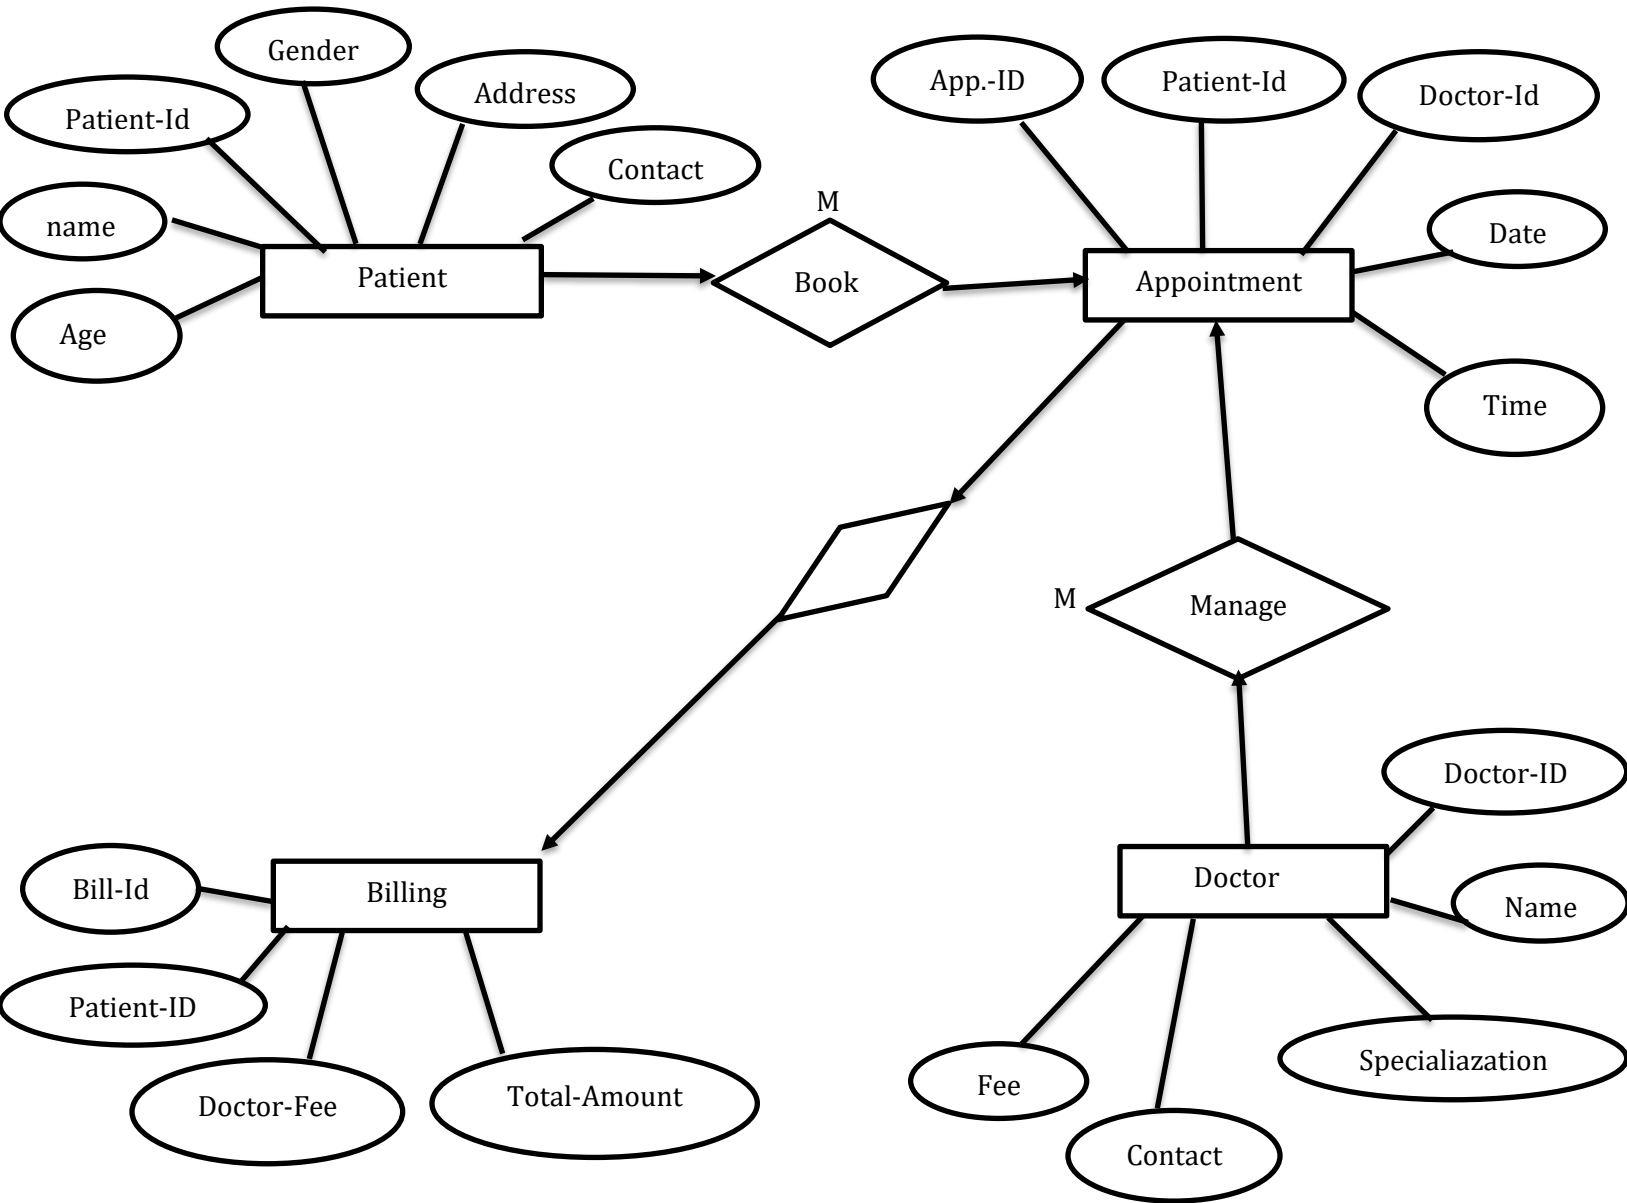 Gender
Address
Patient-Id
Contact
name
Age
Patient
M
Book
App.-ID
Patient-Id
Doctor-Id
Date
Appointment
Time
M
Manage
Doctor-ID
Doctor
Name
Specialiazation
Fee
Contact
Bill-Id
Billing
Patient-ID
Doctor-Fee
Total-Amount